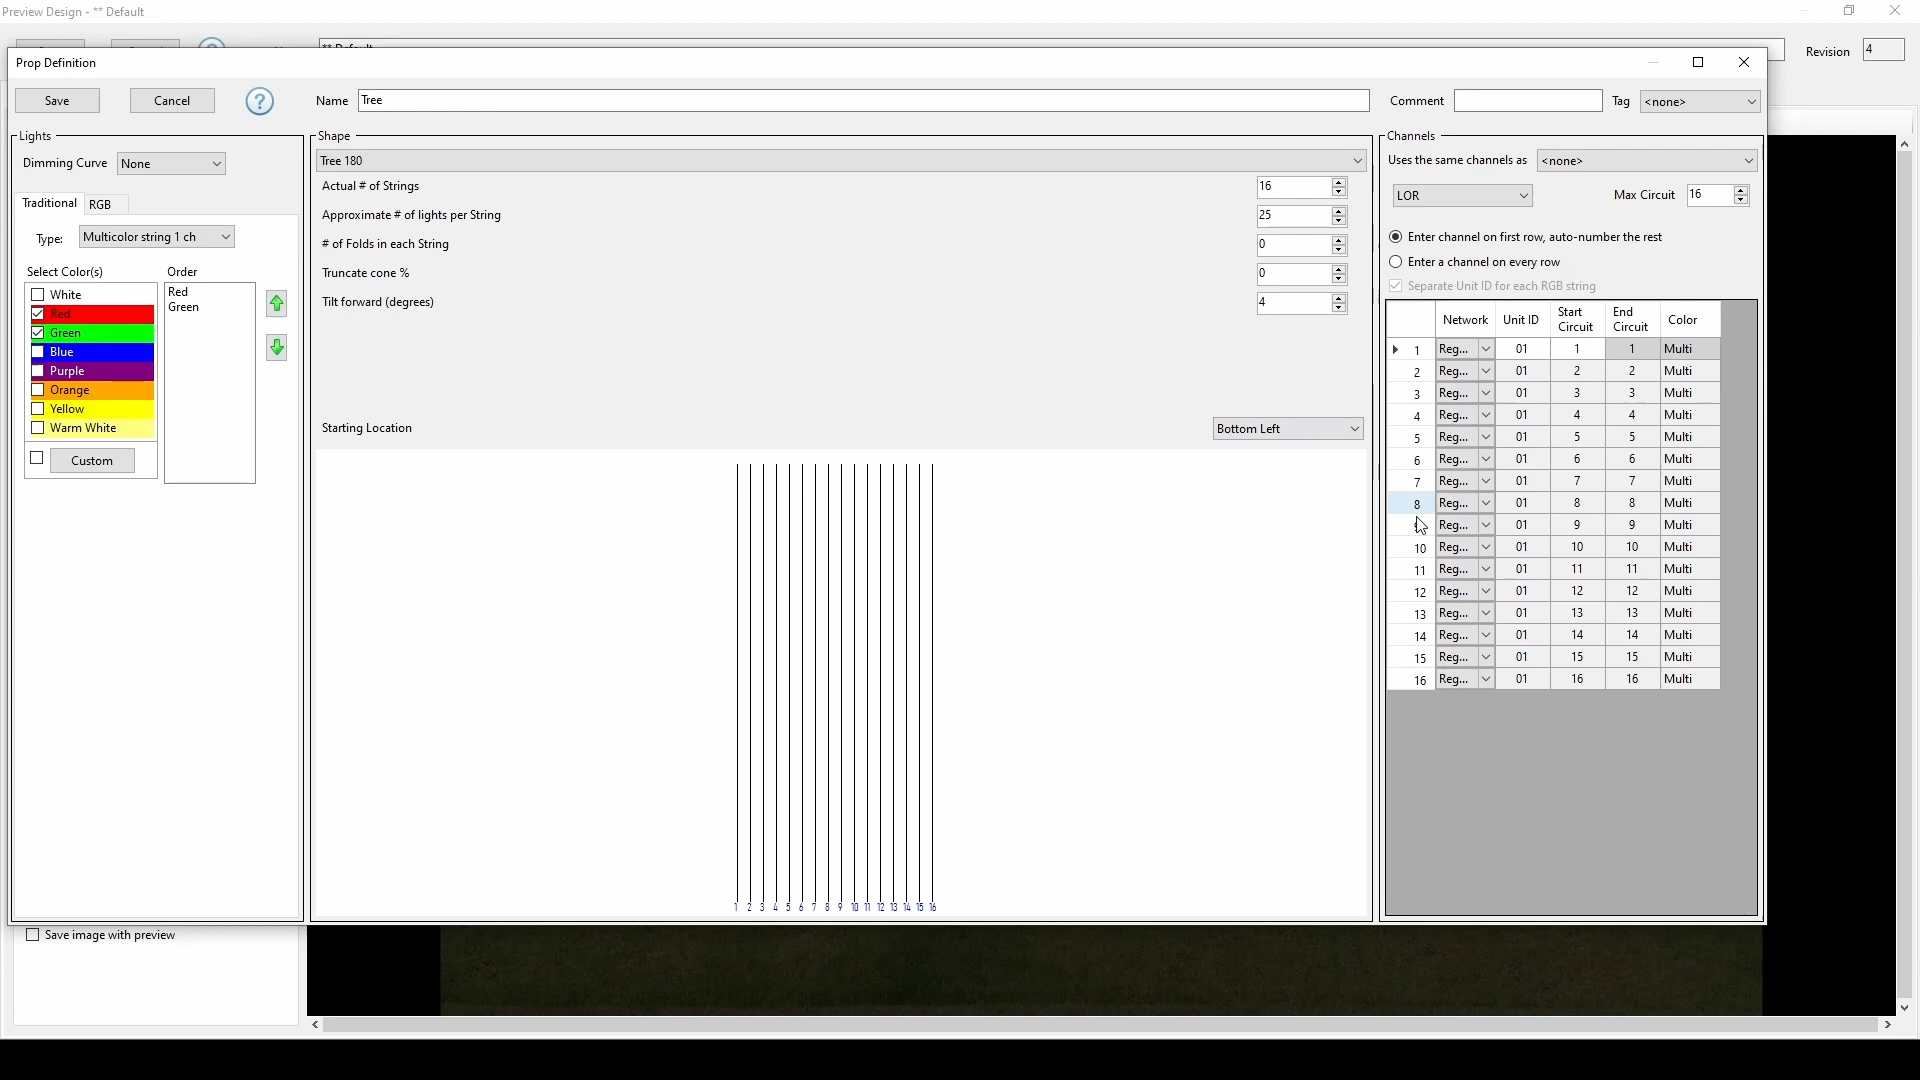 Preview Design - ** Default
Revision 4
Prop Definition
Save Cancel ? Name Tree Comment Tag <none>
Lights
Dimming Curve None
Traditional RGB
Type: Multicolor string 1 ch
Select Color(s) Order
White
Red
Green
Blue
Purple
Orange
Yellow
Warm White
Custom
Red
Green
Shape
Tree 180
Actual # of Strings 16
Approximate # of lights per String 25
# of Folds in each String 0
Truncate cone % 0
Tilt forward (degrees) 4
Starting Location Bottom Left
1 2 3 4 5 6 7 8 9 10 11 12 13 14 15 16
Channels
Uses the same channels as <none>
LOR Max Circuit 16
Enter channel on first row, auto-number the rest
Enter a channel on every row
Separate Unit ID for each RGB string
Network Unit ID Start Circuit End Circuit Color
1 Reg... 01 1 1 Multi
2 Reg... 01 2 2 Multi
3 Reg... 01 3 3 Multi
4 Reg... 01 4 4 Multi
5 Reg... 01 5 5 Multi
6 Reg... 01 6 6 Multi
7 Reg... 01 7 7 Multi
8 Reg... 01 8 8 Multi
Reg... 01 9 9 Multi
10 Reg... 01 10 10 Multi
11 Reg... 01 11 11 Multi
12 Reg... 01 12 12 Multi
13 Reg... 01 13 13 Multi
14 Reg... 01 14 14 Multi
15 Reg... 01 15 15 Multi
16 Reg... 01 16 16 Multi
Save image with preview